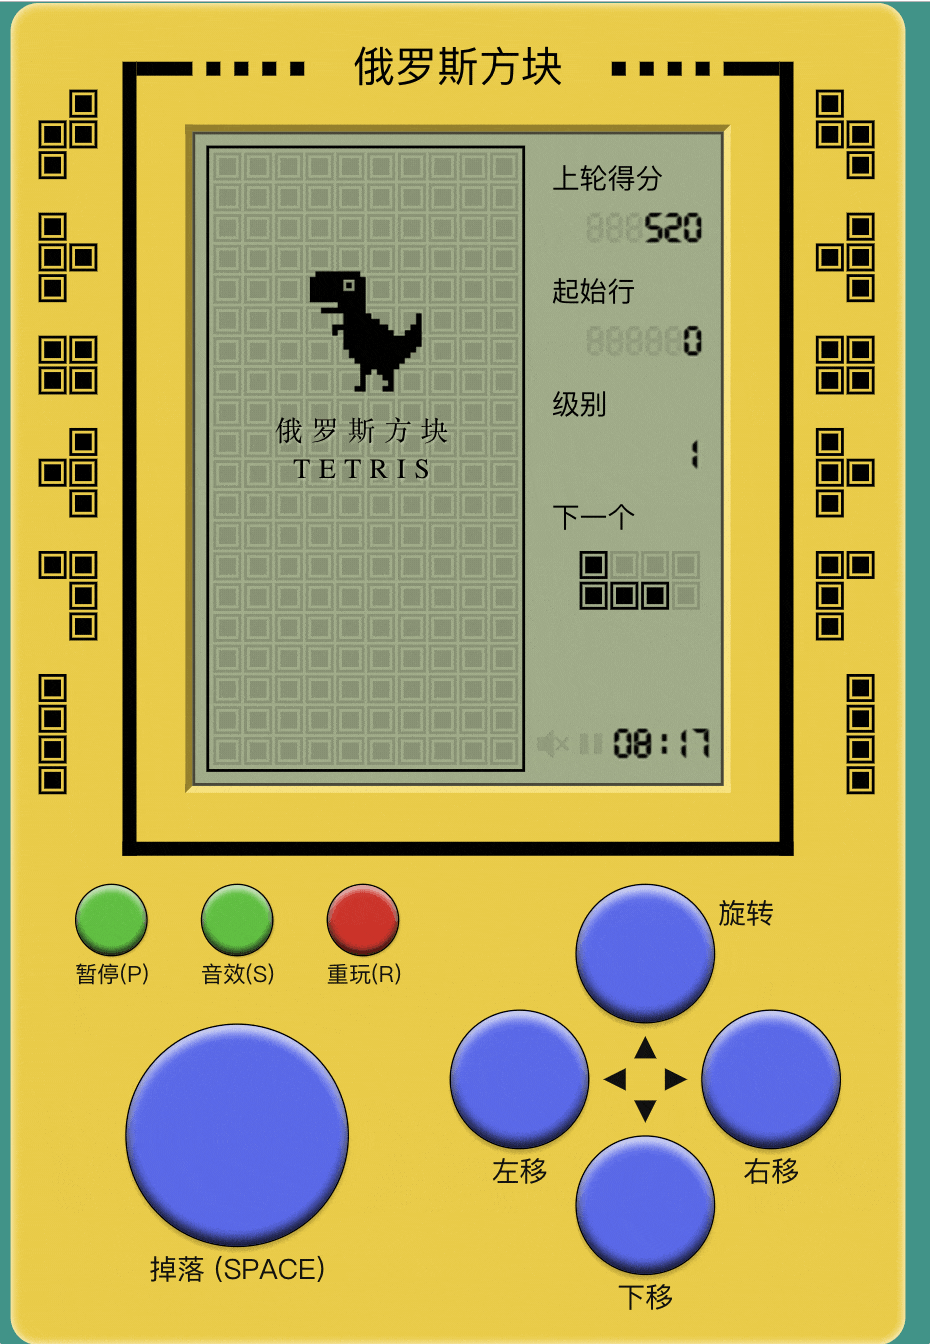 俄罗斯方块
上轮得分
520
起始行
0
级别
1
下一个
俄罗斯方块
TETRIS
08:17
暂停(P)
音效(S)
重玩(R)
旋转
左移
右移
下移
掉落 (SPACE)